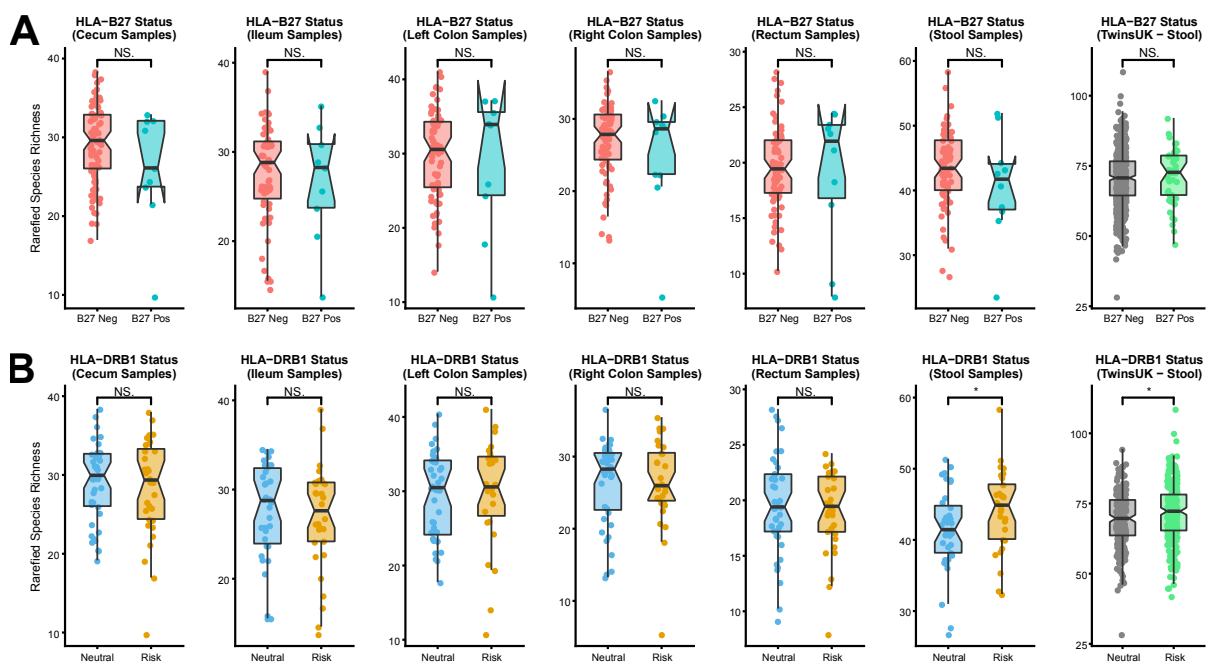 A
HLA−B27 Status
(Cecum Samples)
NS.
Rarefied Species Richness
40
30
20
10
B27 Neg
B27 Pos
HLA−B27 Status
(Ileum Samples)
NS.
40
30
20
B27 Neg
B27 Pos
HLA−B27 Status
(Left Colon Samples)
NS.
40
30
20
10
B27 Neg
B27 Pos
HLA−B27 Status
(Right Colon Samples)
NS.
30
20
10
B27 Neg
B27 Pos
HLA−B27 Status
(Rectum Samples)
NS.
30
25
20
15
10
B27 Neg
B27 Pos
HLA−B27 Status
(Stool Samples)
NS.
60
50
40
30
B27 Neg
B27 Pos
HLA−B27 Status
(TwinsUK − Stool)
NS.
100
75
50
25
B27 Neg
B27 Pos
B
HLA−DRB1 Status
(Cecum Samples)
NS.
Rarefied Species Richness
40
30
20
10
Neutral
Risk
HLA−DRB1 Status
(Ileum Samples)
NS.
40
30
20
Neutral
Risk
HLA−DRB1 Status
(Left Colon Samples)
NS.
40
30
20
10
Neutral
Risk
HLA−DRB1 Status
(Right Colon Samples)
NS.
30
20
10
Neutral
Risk
HLA−DRB1 Status
(Rectum Samples)
NS.
30
25
20
15
10
Neutral
Risk
HLA−DRB1 Status
(Stool Samples)
*
60
50
40
30
Neutral
Risk
HLA−DRB1 Status
(TwinsUK − Stool)
*
100
75
50
25
Neutral
Risk